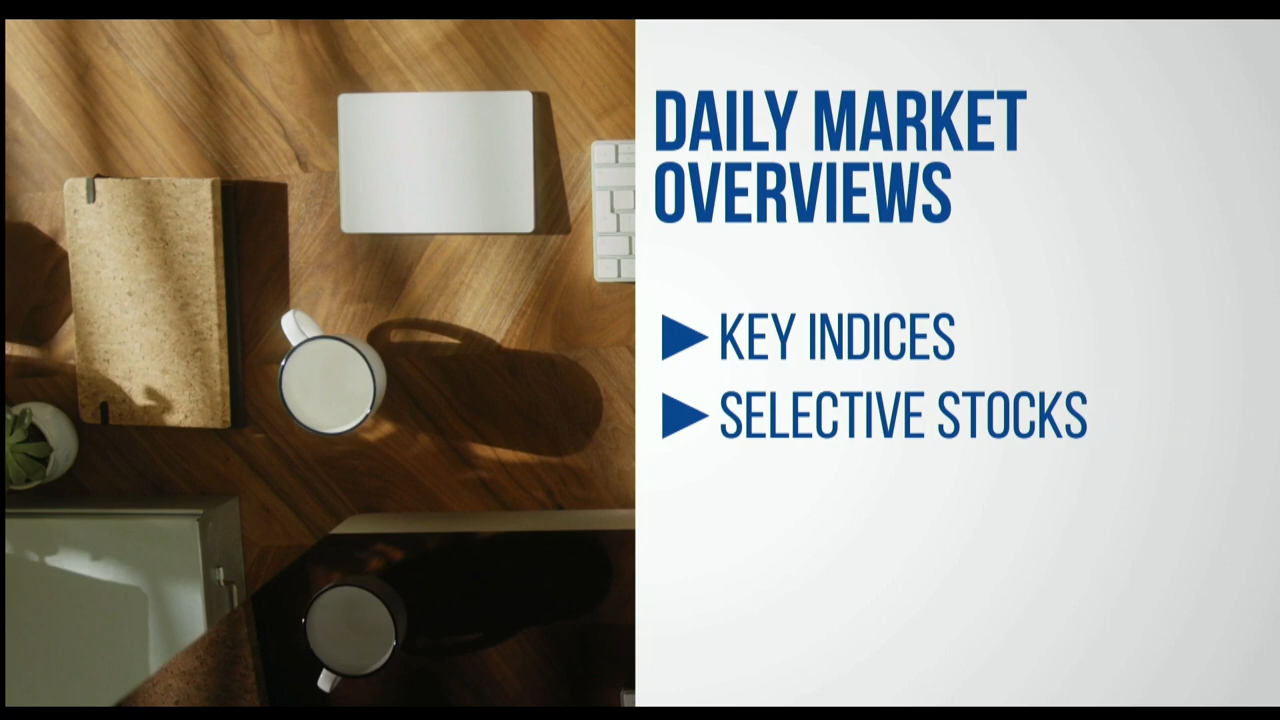 DAILY MARKET
OVERVIEWS
▶ KEY INDICES
▶ SELECTIVE STOCKS